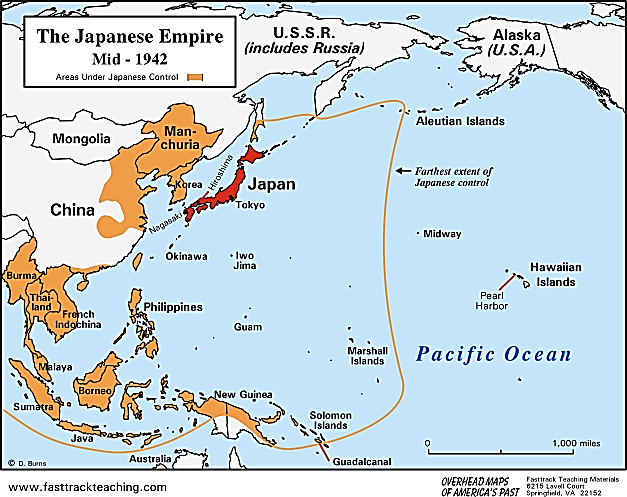 The Japanese Empire
Mid - 1942
Areas Under Japanese Control
U.S.S.R.
(includes Russia)
Alaska
(U.S.A.)
Aleutian Islands
Mongolia
Man-
churia
Farthest extent of
Japanese control
Korea
Hiroshima
Japan
Tokyo
China
Nagasaki
Midway
Okinawa
Iwo
Jima
Hawaiian
Islands
Pearl
Harbor
Burma
Thai-
land
French
Indochina
Philippines
Guam
Marshall
Islands
Pacific Ocean
Malaya
Borneo
Sumatra
New Guinea
Solomon
Islands
Java
Australia
Guadalcanal
0
1,000 miles
© D. Burns
www.fasttrackteaching.com
OVERHEAD MAPS
OF AMERICA'S PAST
Fasttrack Teaching Materials
6215 Lavell Court
Springfield, VA 22152